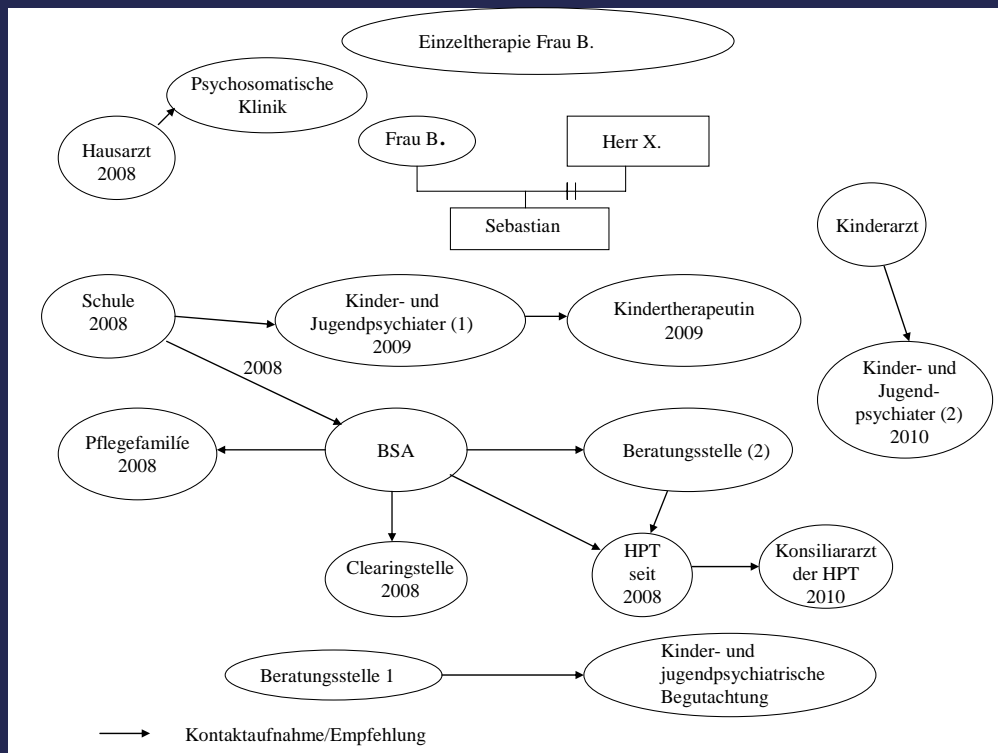 Einzeltherapie Frau B.
Psychosomatische
Klinik
Hausarzt
2008
Frau B.
Herr X.
Sebastian
Kinderarzt
Schule
2008
Kinder- und
Jugendpsychiater (1)
2009
Kindertherapeutin
2009
Kinder- und
Jugend-
psychiater (2)
2010
2008
Pflegefamilíe
2008
BSA
Beratungsstelle (2)
Clearingstelle
2008
HPT
seit
2008
Konsiliararzt
der HPT
2010
Beratungsstelle 1
Kinder- und
jugendpsychiatrische
Begutachtung
Kontaktaufnahme/Empfehlung